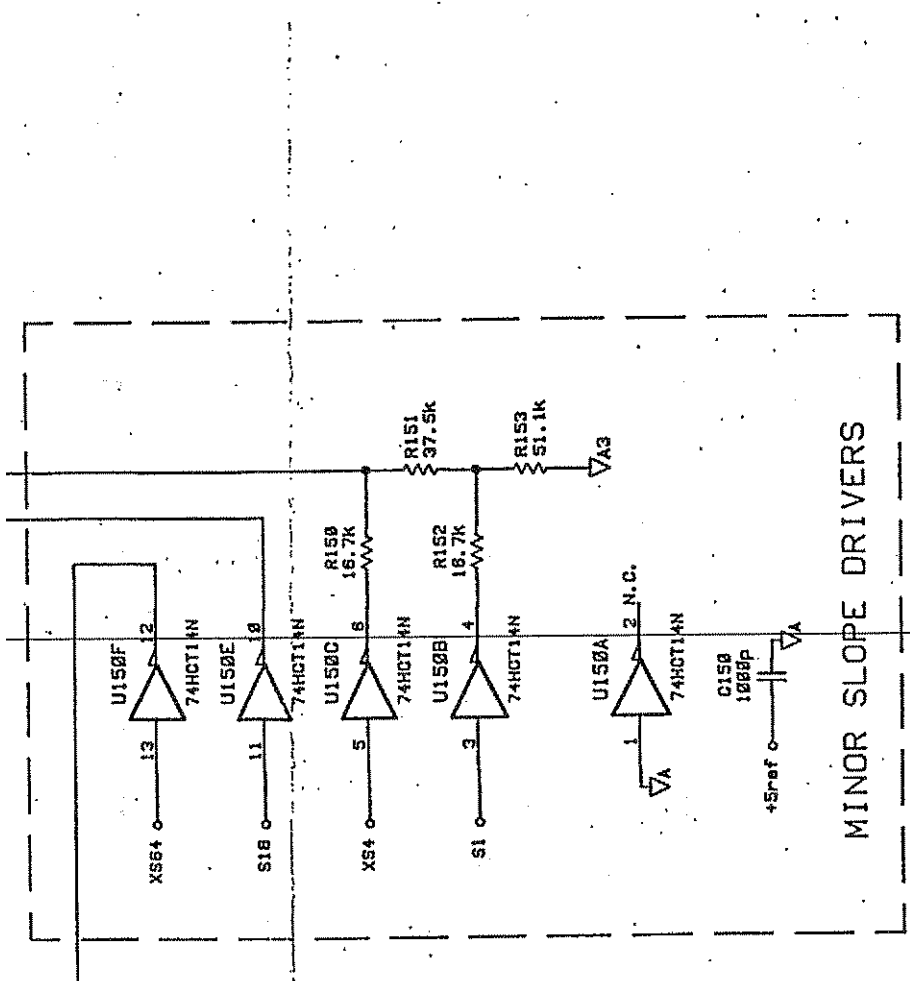 R151
37.5k
R153
51.1k
A3
R150
16.7k
R152
16.7k
12
U150F
74HCT14N
13
XS64
10
U150E
74HCT14N
11
S18
6
U150C
74HCT14N
5
XS4
4
U150B
74HCT14N
3
S1
2
N.C.
U150A
74HCT14N
1
A
C150
1000p
A
+5ref
MINOR SLOPE DRIVERS